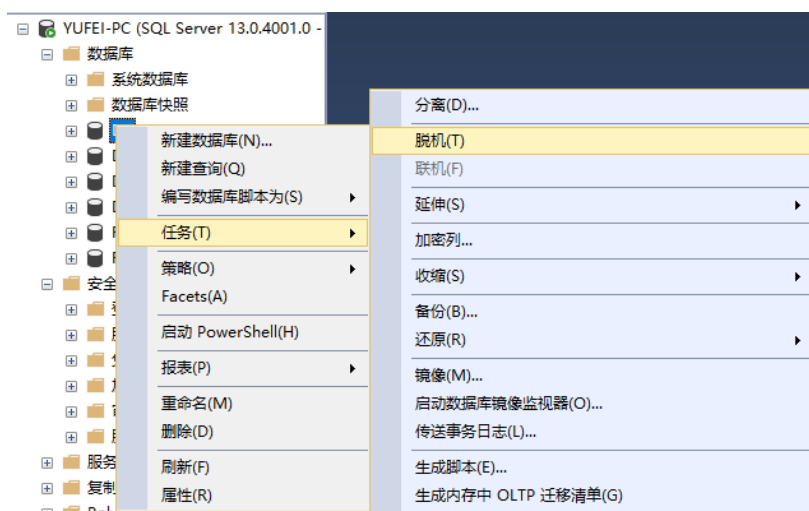 YUFEI-PC (SQL Server 13.0.4001.0 -
数据库
系统数据库
数据库快照
新建数据库(N)...
新建查询(Q)
编写数据库脚本为(S)
任务(T)
策略(O)
Facets(A)
启动 PowerShell(H)
报表(P)
重命名(M)
删除(D)
刷新(F)
属性(R)
分离(D)...
脱机(T)
联机(F)
延伸(S)
加密列...
收缩(S)
备份(B)...
还原(R)
镜像(M)...
启动数据库镜像监视器(O)...
传送事务日志(L)...
生成脚本(E)...
生成内存中 OLTP 迁移清单(G)
安全
服务
复制